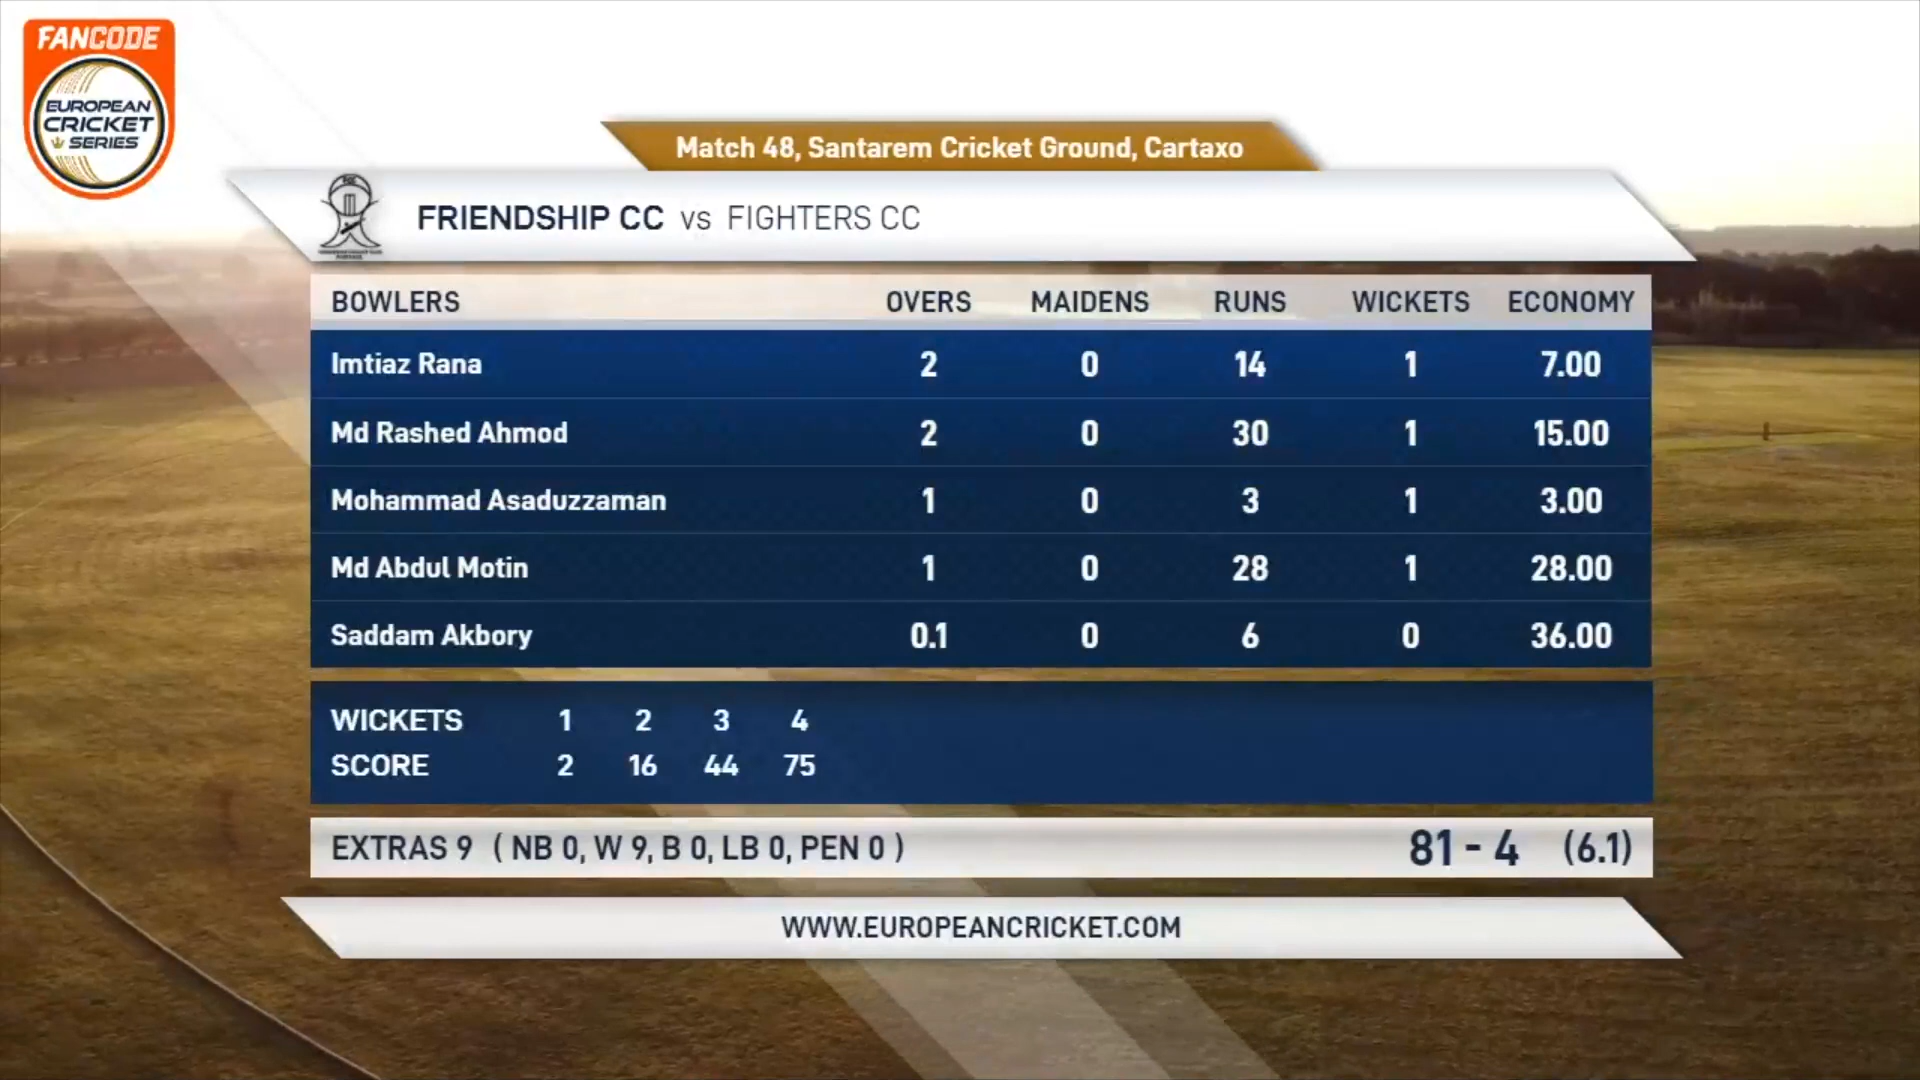 FANCODE
EUROPEAN
CRICKET
SERIES
Match 48, Santarem Cricket Ground, Cartaxo
FRIENDSHIP CC vs FIGHTERS CC
BOWLERS OVERS MAIDENS RUNS WICKETS ECONOMY
Imtiaz Rana 2 0 14 1 7.00
Md Rashed Ahmod 2 0 30 1 15.00
Mohammad Asaduzzaman 1 0 3 1 3.00
Md Abdul Motin 1 0 28 1 28.00
Saddam Akbory 0.1 0 6 0 36.00
WICKETS 1 2 3 4
SCORE 2 16 44 75
EXTRAS 9 ( NB 0, W 9, B 0, LB 0, PEN 0 ) 81 - 4 (6.1)
WWW.EUROPEANCRICKET.COM